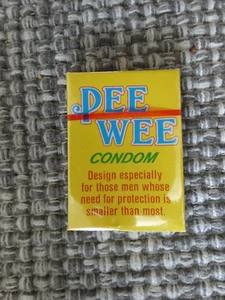 PEE
WEE
CONDOM
Design especially
for those men whose
need for protection is
smaller than most.